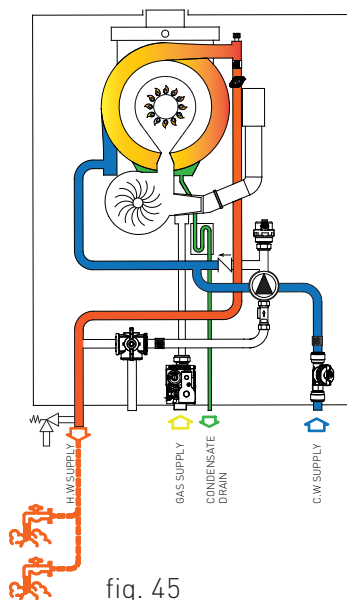 H.W SUPPLY
GAS SUPPLY
CONDENSATE
DRAIN
C.W SUPPLY
fig. 45